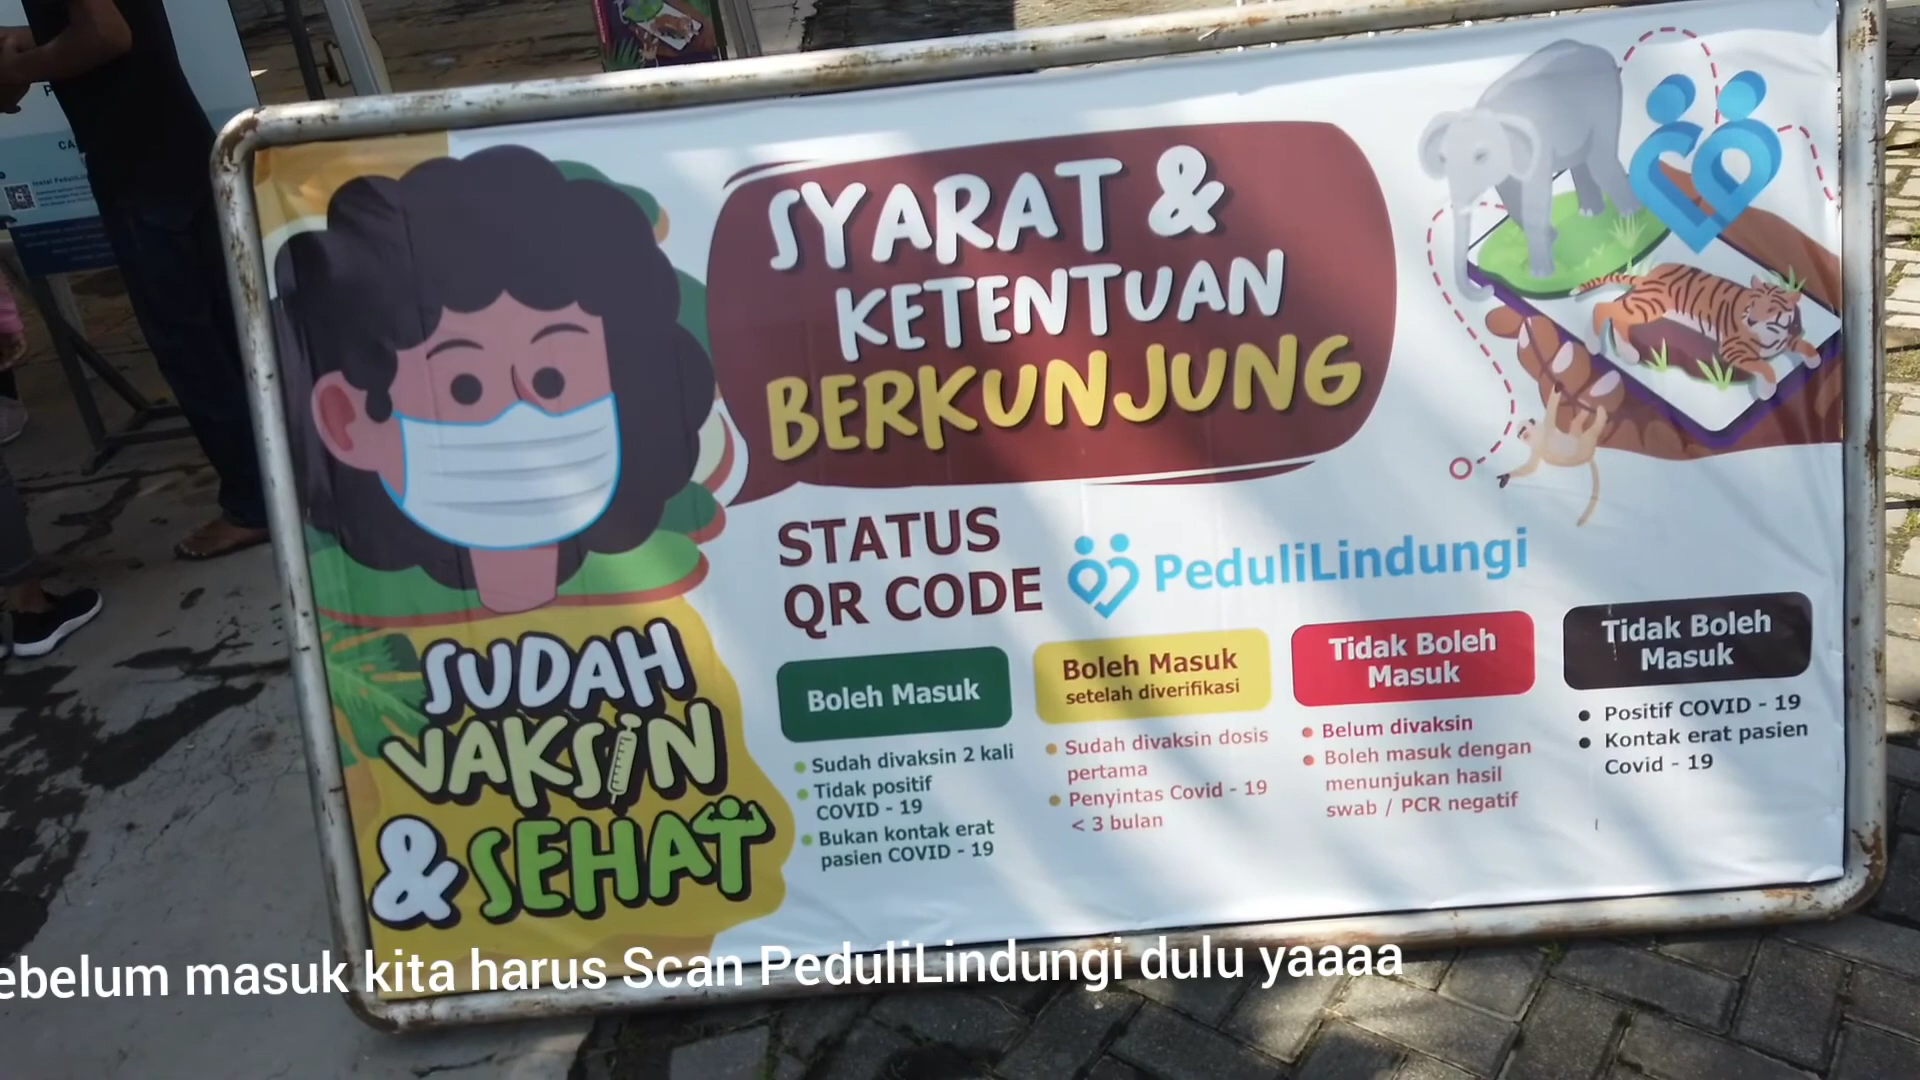 SYARAT &
KETENTUAN
BERKUNJUNG
STATUS
QR CODE
PeduliLindungi
SUDAH
VAKSIN
& SEHAT
Boleh Masuk
Sudah divaksin 2 kali
Tidak positif
COVID - 19
Bukan kontak erat
pasien COVID - 19
Boleh Masuk
setelah diverifikasi
Sudah divaksin dosis
pertama
Penyintas Covid - 19
< 3 bulan
Tidak Boleh
Masuk
Belum divaksin
Boleh masuk dengan
menunjukan hasil
swab / PCR negatif
Tidak Boleh
Masuk
Positif COVID - 19
Kontak erat pasien
Covid - 19
ebelum masuk kita harus Scan PeduliLindungi dulu yaaaa